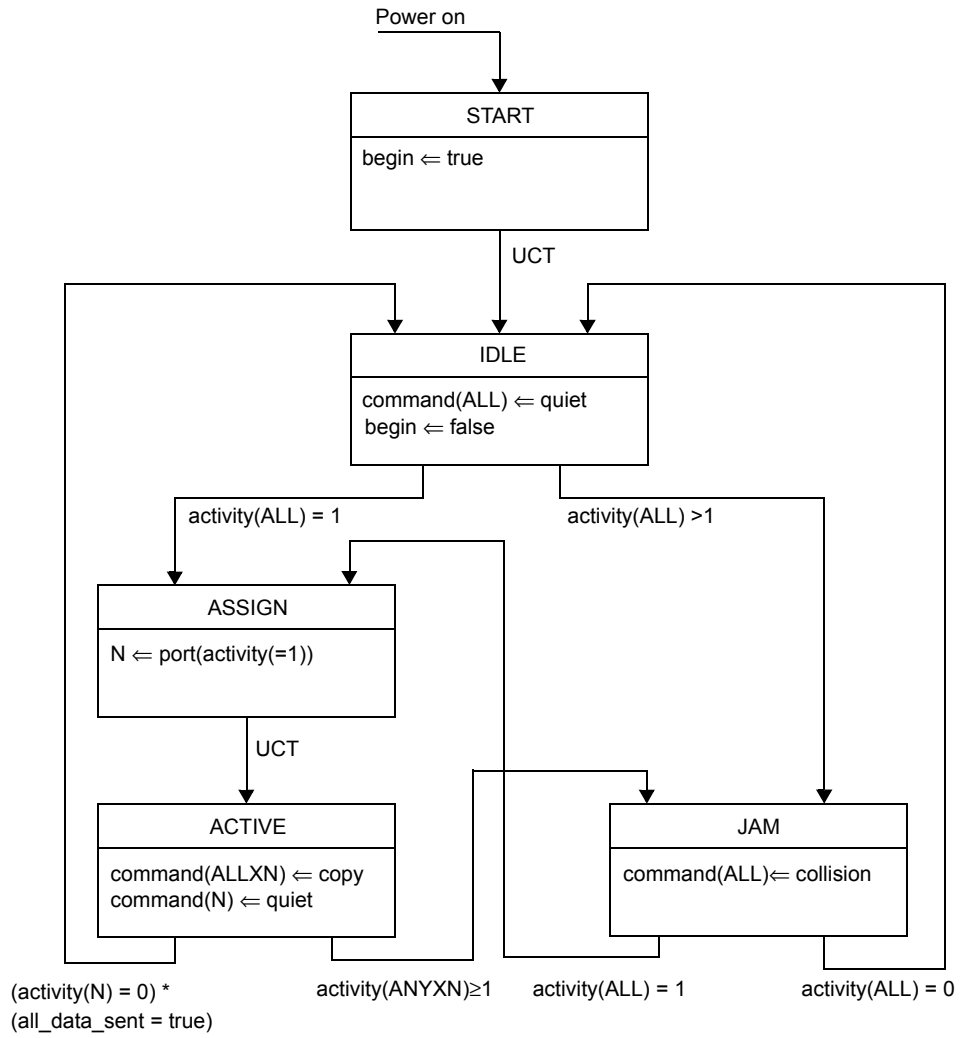 Power on
START
begin ⇐ true
UCT
IDLE
command(ALL) ⇐ quiet
begin ⇐ false
activity(ALL) = 1
activity(ALL) >1
ASSIGN
N ⇐ port(activity(=1))
UCT
ACTIVE
command(ALLXN) ⇐ copy
command(N) ⇐ quiet
JAM
command(ALL)⇐ collision
(activity(N) = 0) *
(all_data_sent = true)
activity(ANYXN)≥1
activity(ALL) = 1
activity(ALL) = 0